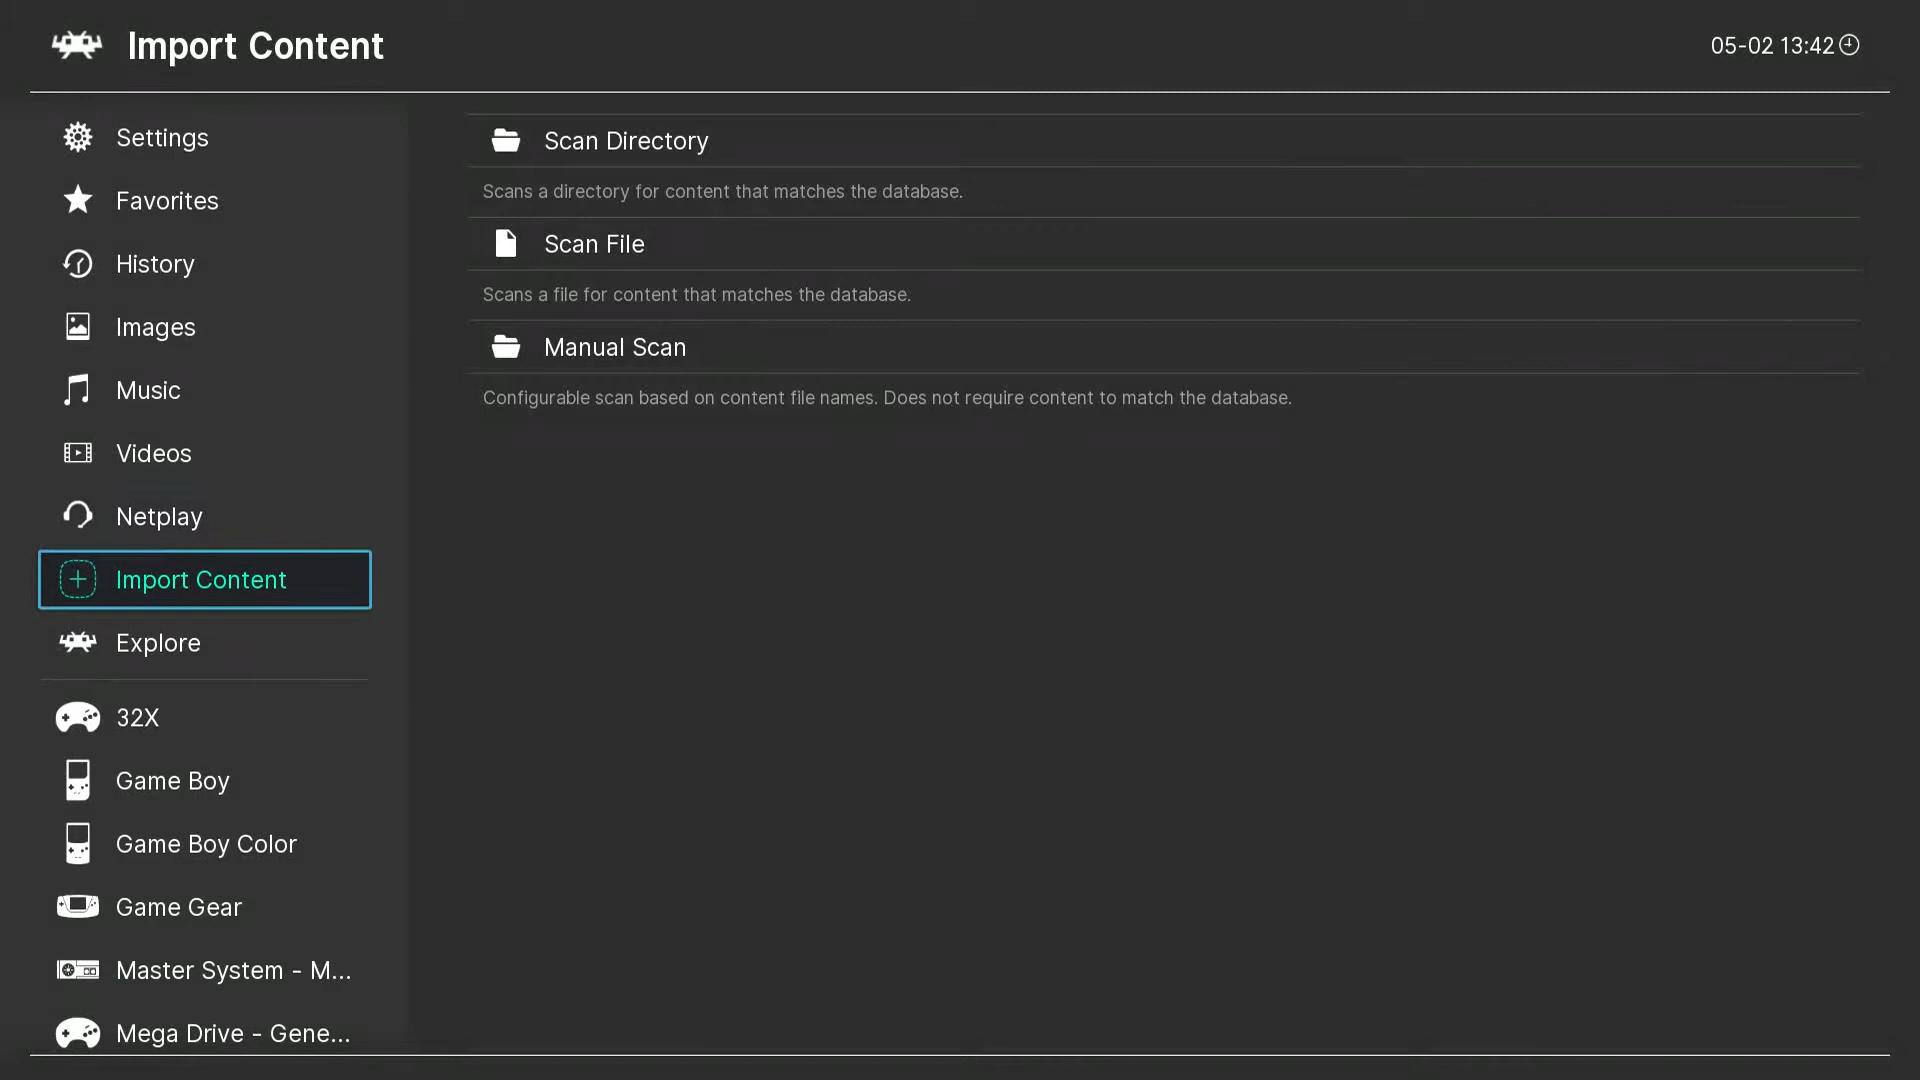 Import Content
05-02 13:42
Settings
Favorites
History
Images
Music
Videos
Netplay
Import Content
Explore
32X
Game Boy
Game Boy Color
Game Gear
Master System - M...
Mega Drive - Gene...
Scan Directory
Scans a directory for content that matches the database.
Scan File
Scans a file for content that matches the database.
Manual Scan
Configurable scan based on content file names. Does not require content to match the database.